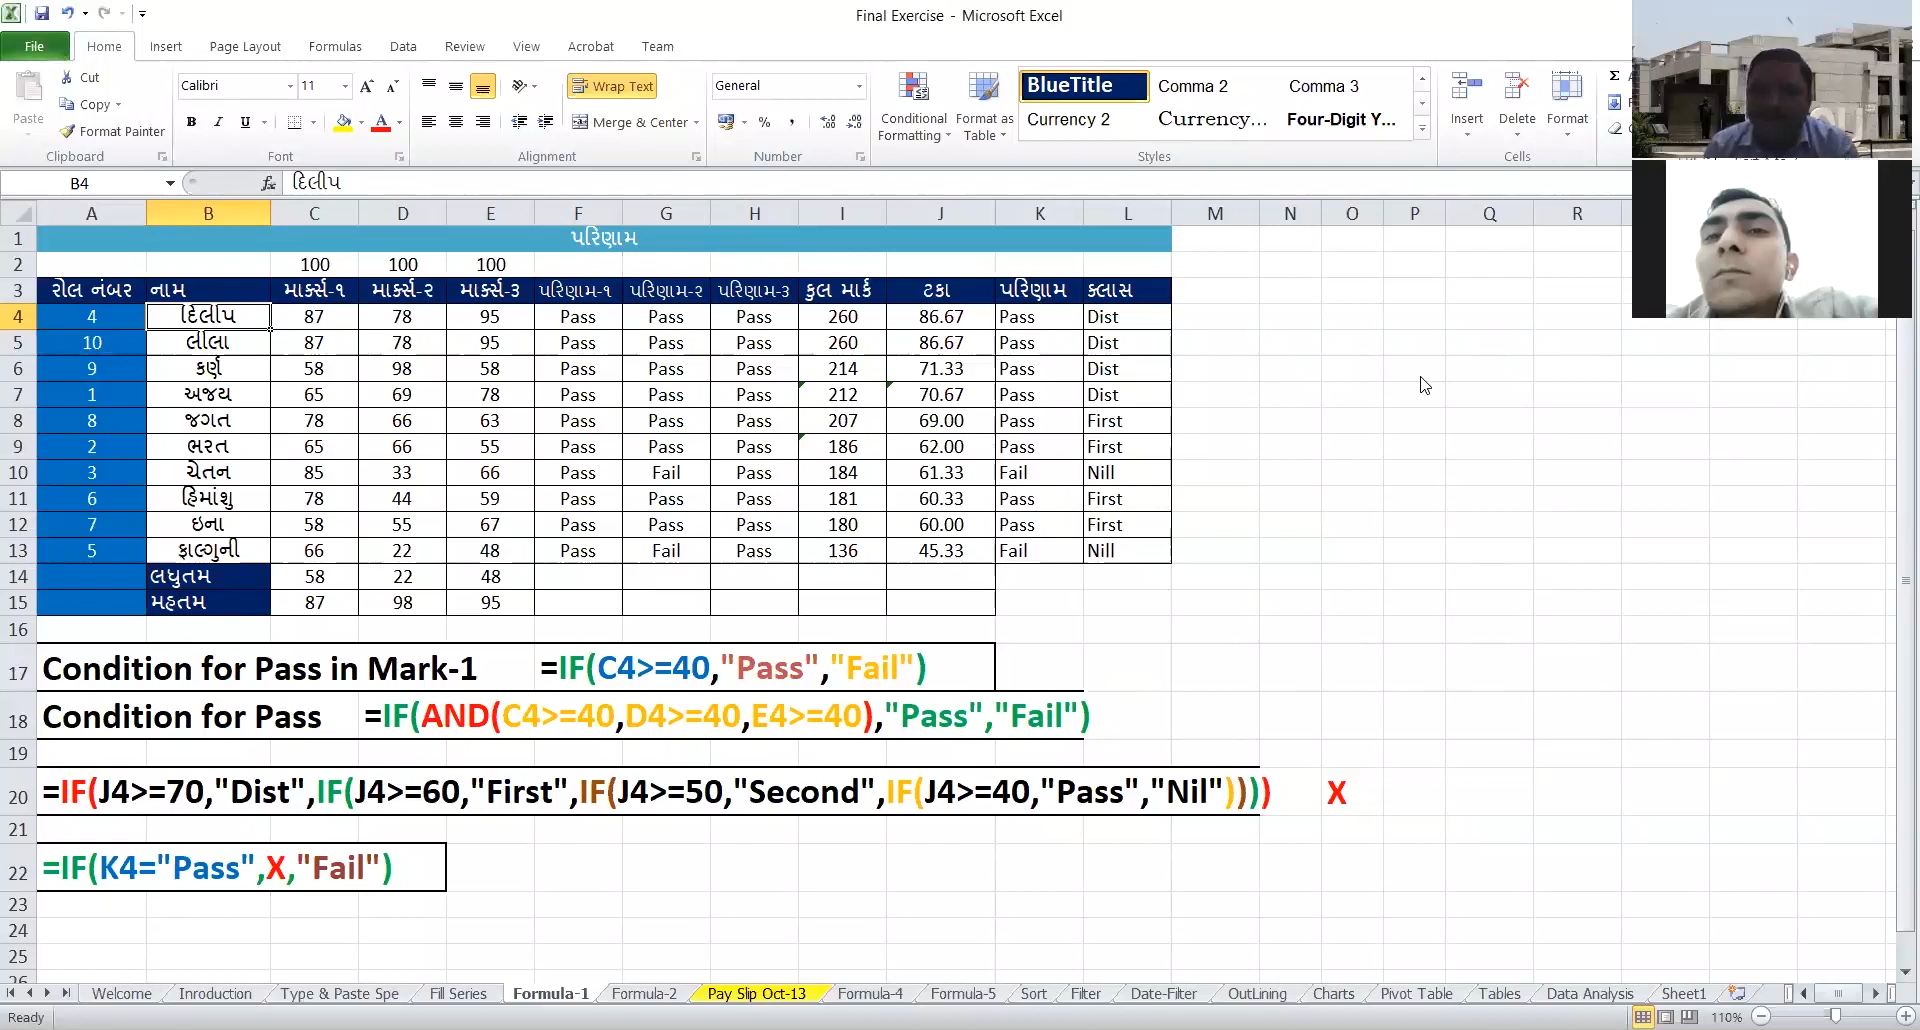 Final Exercise - Microsoft Excel
File Home Insert Page Layout Formulas Data Review View Acrobat Team
Paste Cut Copy Format Painter Clipboard
Calibri 11 B I U Font
Wrap Text Merge & Center Alignment
General % , Number
Conditional Formatting Format as Table
BlueTitle Comma 2 Comma 3
Currency 2 Currency... Four-Digit Y...
Styles
Insert Delete Format Cells
B4 fx દિલીપ
A B C D E F G H I J K L M N O P Q R
1 પરિણામ
2 100 100 100
3 રોલ નંબર નામ માર્ક્સ-૧ માર્ક્સ-૨ માર્ક્સ-૩ પરિણામ-૧ પરિણામ-૨ પરિણામ-૩ કુલ માર્ક ટકા પરિણામ ક્લાસ
4 4 દિલીપ 87 78 95 Pass Pass Pass 260 86.67 Pass Dist
5 10 લીલા 87 78 95 Pass Pass Pass 260 86.67 Pass Dist
6 9 કર્ણ 58 98 58 Pass Pass Pass 214 71.33 Pass Dist
7 1 અજય 65 69 78 Pass Pass Pass 212 70.67 Pass Dist
8 8 જગત 78 66 63 Pass Pass Pass 207 69.00 Pass First
9 2 ભરત 65 66 55 Pass Pass Pass 186 62.00 Pass First
10 3 ચેતન 85 33 66 Pass Fail Pass 184 61.33 Fail Nill
11 6 હિમાંશુ 78 44 59 Pass Pass Pass 181 60.33 Pass First
12 7 ઇના 58 55 67 Pass Pass Pass 180 60.00 Pass First
13 5 ફાલ્ગુની 66 22 48 Pass Fail Pass 136 45.33 Fail Nill
14 લઘુતમ 58 22 48
15 મહતમ 87 98 95
16
17 Condition for Pass in Mark-1 =IF(C4>=40,"Pass","Fail")
18 Condition for Pass =IF(AND(C4>=40,D4>=40,E4>=40),"Pass","Fail")
19
20 =IF(J4>=70,"Dist",IF(J4>=60,"First",IF(J4>=50,"Second",IF(J4>=40,"Pass","Nil")))) X
21
22 =IF(K4="Pass",X,"Fail")
23
24
25
Welcome Inroduction Type & Paste Spe Fill Series Formula-1 Formula-2 Pay Slip Oct-13 Formula-4 Formula-5 Sort Filter Date-Filter OutLining Charts Pivot Table Tables Data Analysis Sheet1
Ready 110%